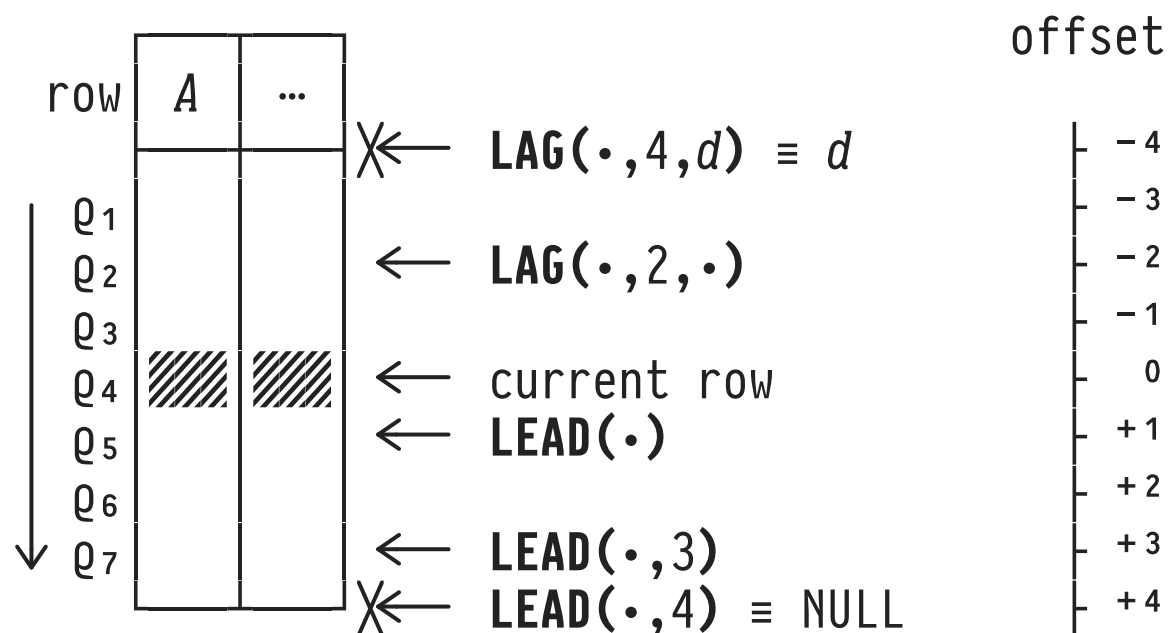 offset
row A ⋯
LAG(·,4,d) ≡ d −4
ϱ1 −3
ϱ2 LAG(·,2,·) −2
ϱ3 −1
ϱ4 current row 0
ϱ5 LEAD(·) +1
ϱ6 +2
ϱ7 LEAD(·,3) +3
LEAD(·,4) ≡ NULL +4